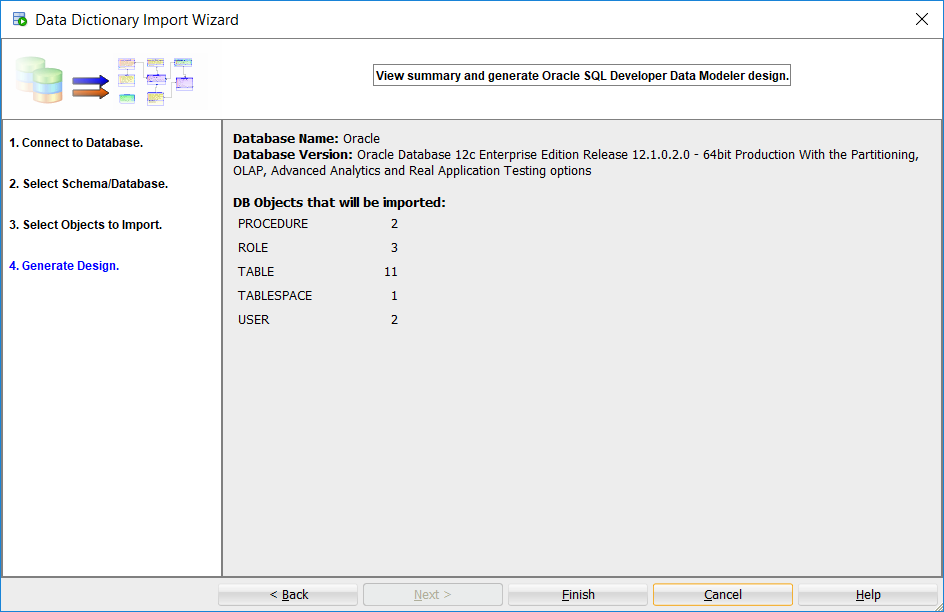 Data Dictionary Import Wizard
View summary and generate Oracle SQL Developer Data Modeler design.
1. Connect to Database.
2. Select Schema/Database.
3. Select Objects to Import.
4. Generate Design.
Database Name: Oracle
Database Version: Oracle Database 12c Enterprise Edition Release 12.1.0.2.0 - 64bit Production With the Partitioning,
OLAP, Advanced Analytics and Real Application Testing options
DB Objects that will be imported:
PROCEDURE 2
ROLE 3
TABLE 11
TABLESPACE 1
USER 2
< Back
Next >
Finish
Cancel
Help